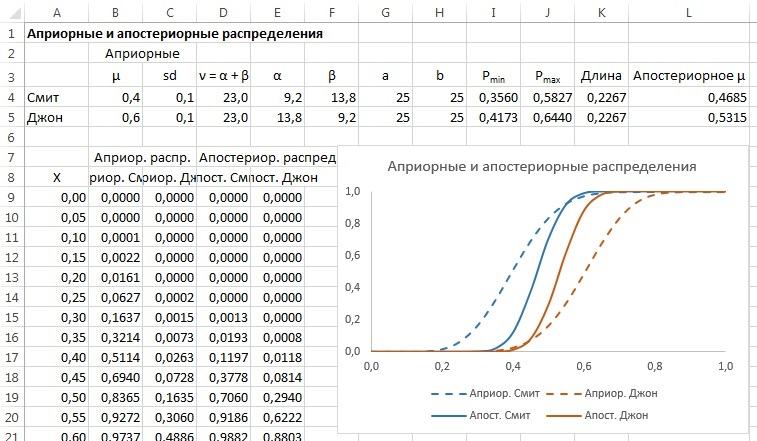 A B C D E F G H I J K L
1 Априорные и апостериорные распределения
2 Априорные
3 μ sd ν = α + β α β a b Pmin Pmax Длина Апостериорное μ
4 Смит 0,4 0,1 23,0 9,2 13,8 25 25 0,3560 0,5827 0,2267 0,4685
5 Джон 0,6 0,1 23,0 13,8 9,2 25 25 0,4173 0,6440 0,2267 0,5315
6
7 Априор. распр. Апостериор. распред
8 X риор. См риор. Дж пост. См пост. Джон
9 0,00 0,0000 0,0000 0,0000 0,0000
10 0,05 0,0000 0,0000 0,0000 0,0000
11 0,10 0,0001 0,0000 0,0000 0,0000
12 0,15 0,0022 0,0000 0,0000 0,0000
13 0,20 0,0161 0,0000 0,0000 0,0000
14 0,25 0,0627 0,0002 0,0000 0,0000
15 0,30 0,1637 0,0015 0,0013 0,0000
16 0,35 0,3214 0,0073 0,0193 0,0008
17 0,40 0,5114 0,0263 0,1197 0,0118
18 0,45 0,6940 0,0728 0,3778 0,0814
19 0,50 0,8365 0,1635 0,7060 0,2940
20 0,55 0,9272 0,3060 0,9186 0,6222
21 0,60 0,9737 0,4886 0,9882 0,8803
Априорные и апостериорные распределения
1,0
0,8
0,6
0,4
0,2
0,0
0,0 0,2 0,4 0,6 0,8 1,0
Априор. Смит Априор. Джон
Апост. Смит Апост. Джон